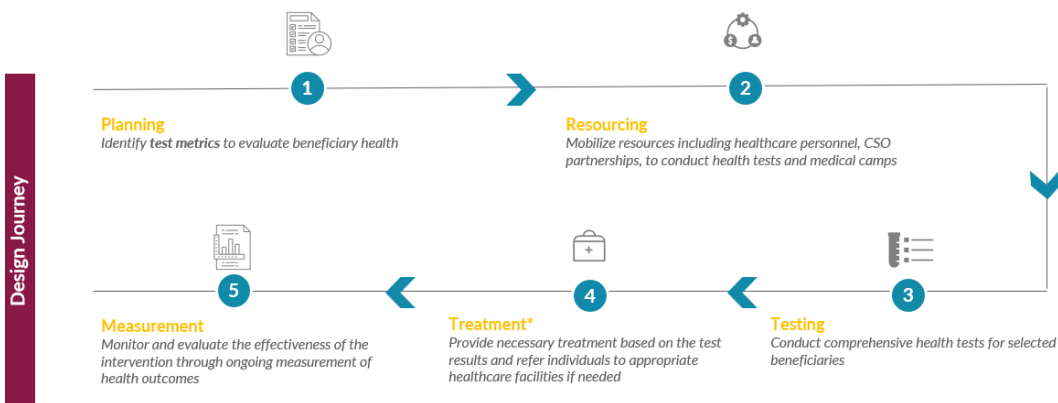 Design Journey
1
2
Planning
Identify test metrics to evaluate beneficiary health
Resourcing
Mobilize resources including healthcare personnel, CSO
partnerships, to conduct health tests and medical camps
$
3
Testing
Conduct comprehensive health tests for selected
beneficiaries
4
Treatment*
Provide necessary treatment based on the test
results and refer individuals to appropriate
healthcare facilities if needed
5
Measurement
Monitor and evaluate the effectiveness of the
intervention through ongoing measurement of
health outcomes